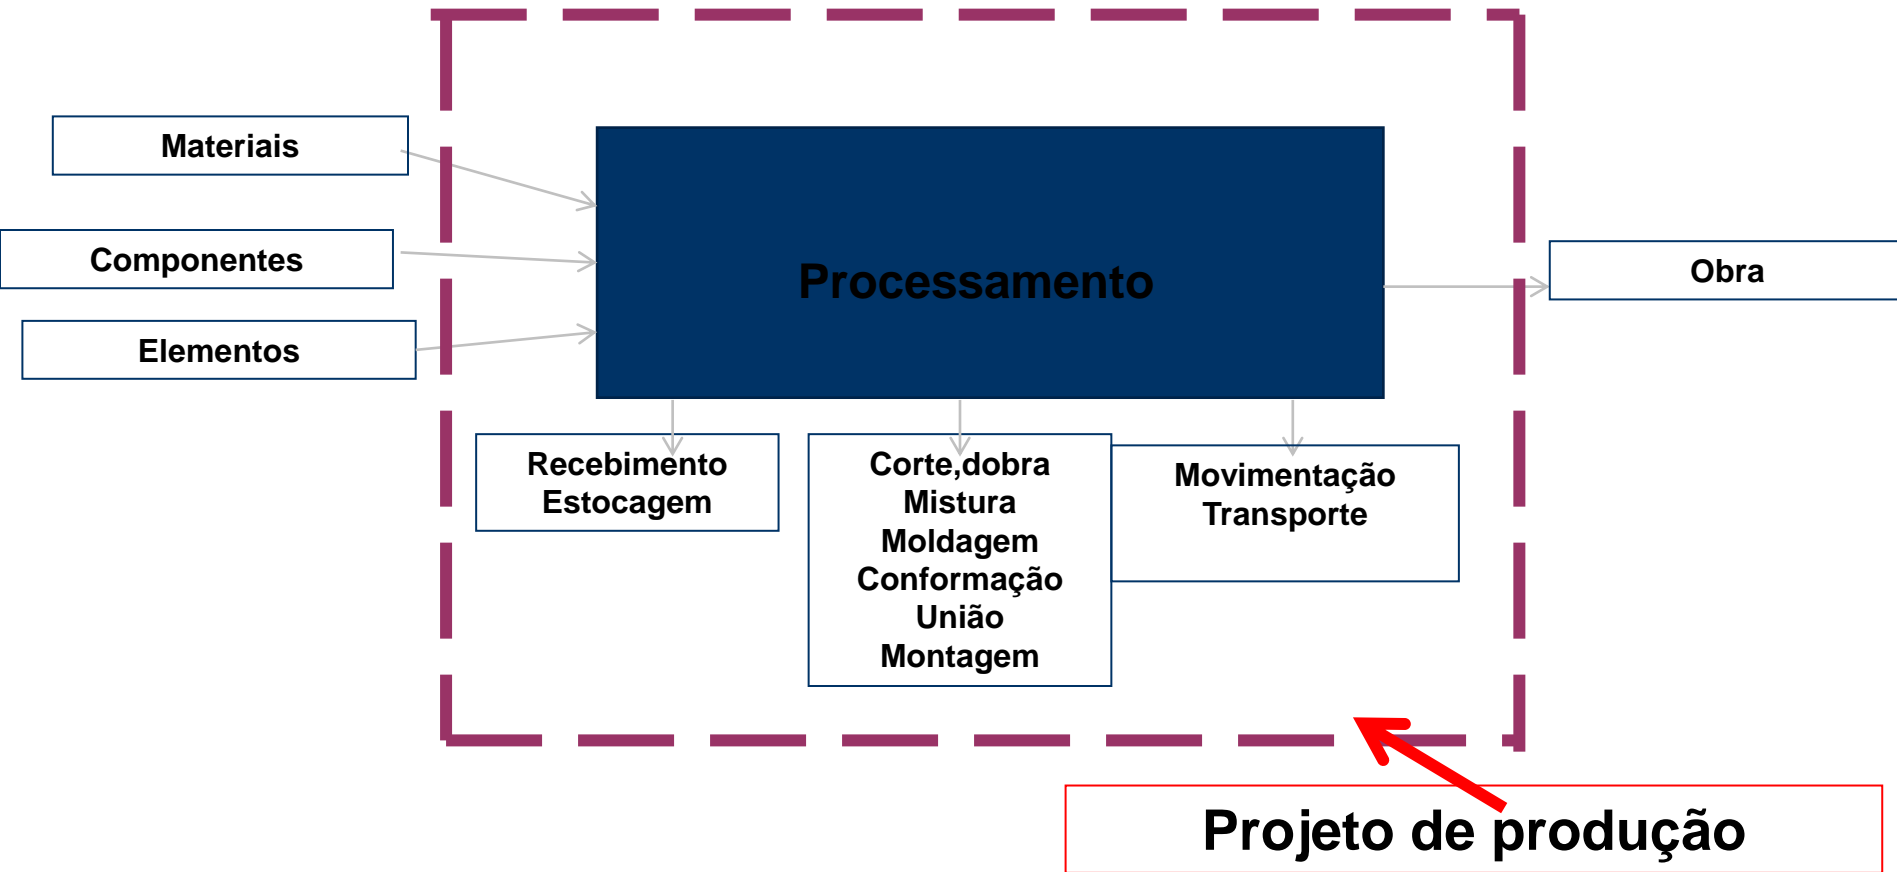 Materiais
Componentes
Elementos
Processamento
Obra
Recebimento
Estocagem
Corte,dobra
Mistura
Moldagem
Conformação
União
Montagem
Movimentação
Transporte
Projeto de produção